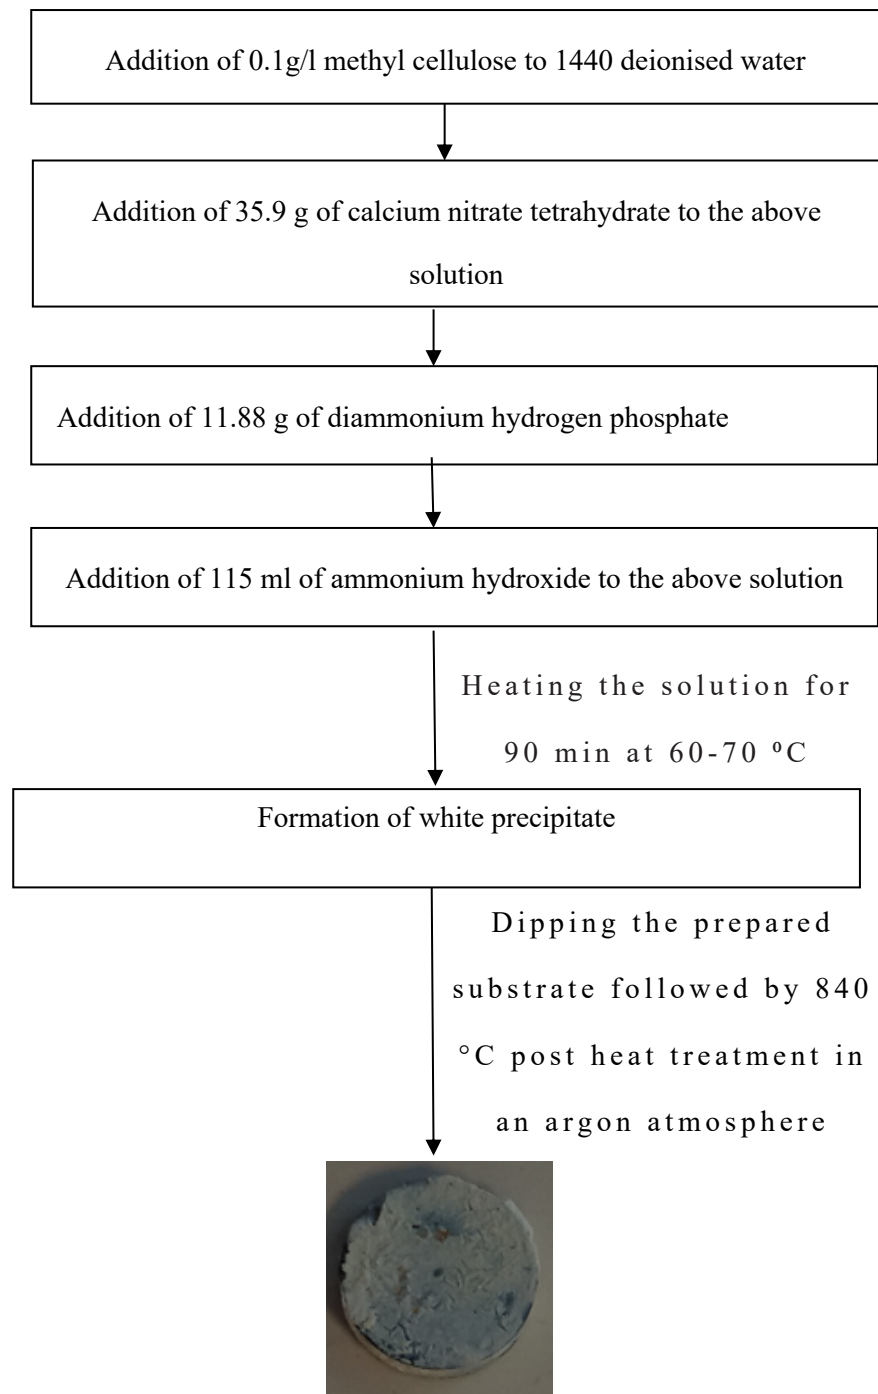 Addition of 0.1g/l methyl cellulose to 1440 deionised water
Addition of 35.9 g of calcium nitrate tetrahydrate to the above
solution
Addition of 11.88 g of diammonium hydrogen phosphate
Addition of 115 ml of ammonium hydroxide to the above solution
Heating the solution for
90 min at 60-70 ºC
Formation of white precipitate
Dipping the prepared
substrate followed by 840
°C post heat treatment in
an argon atmosphere